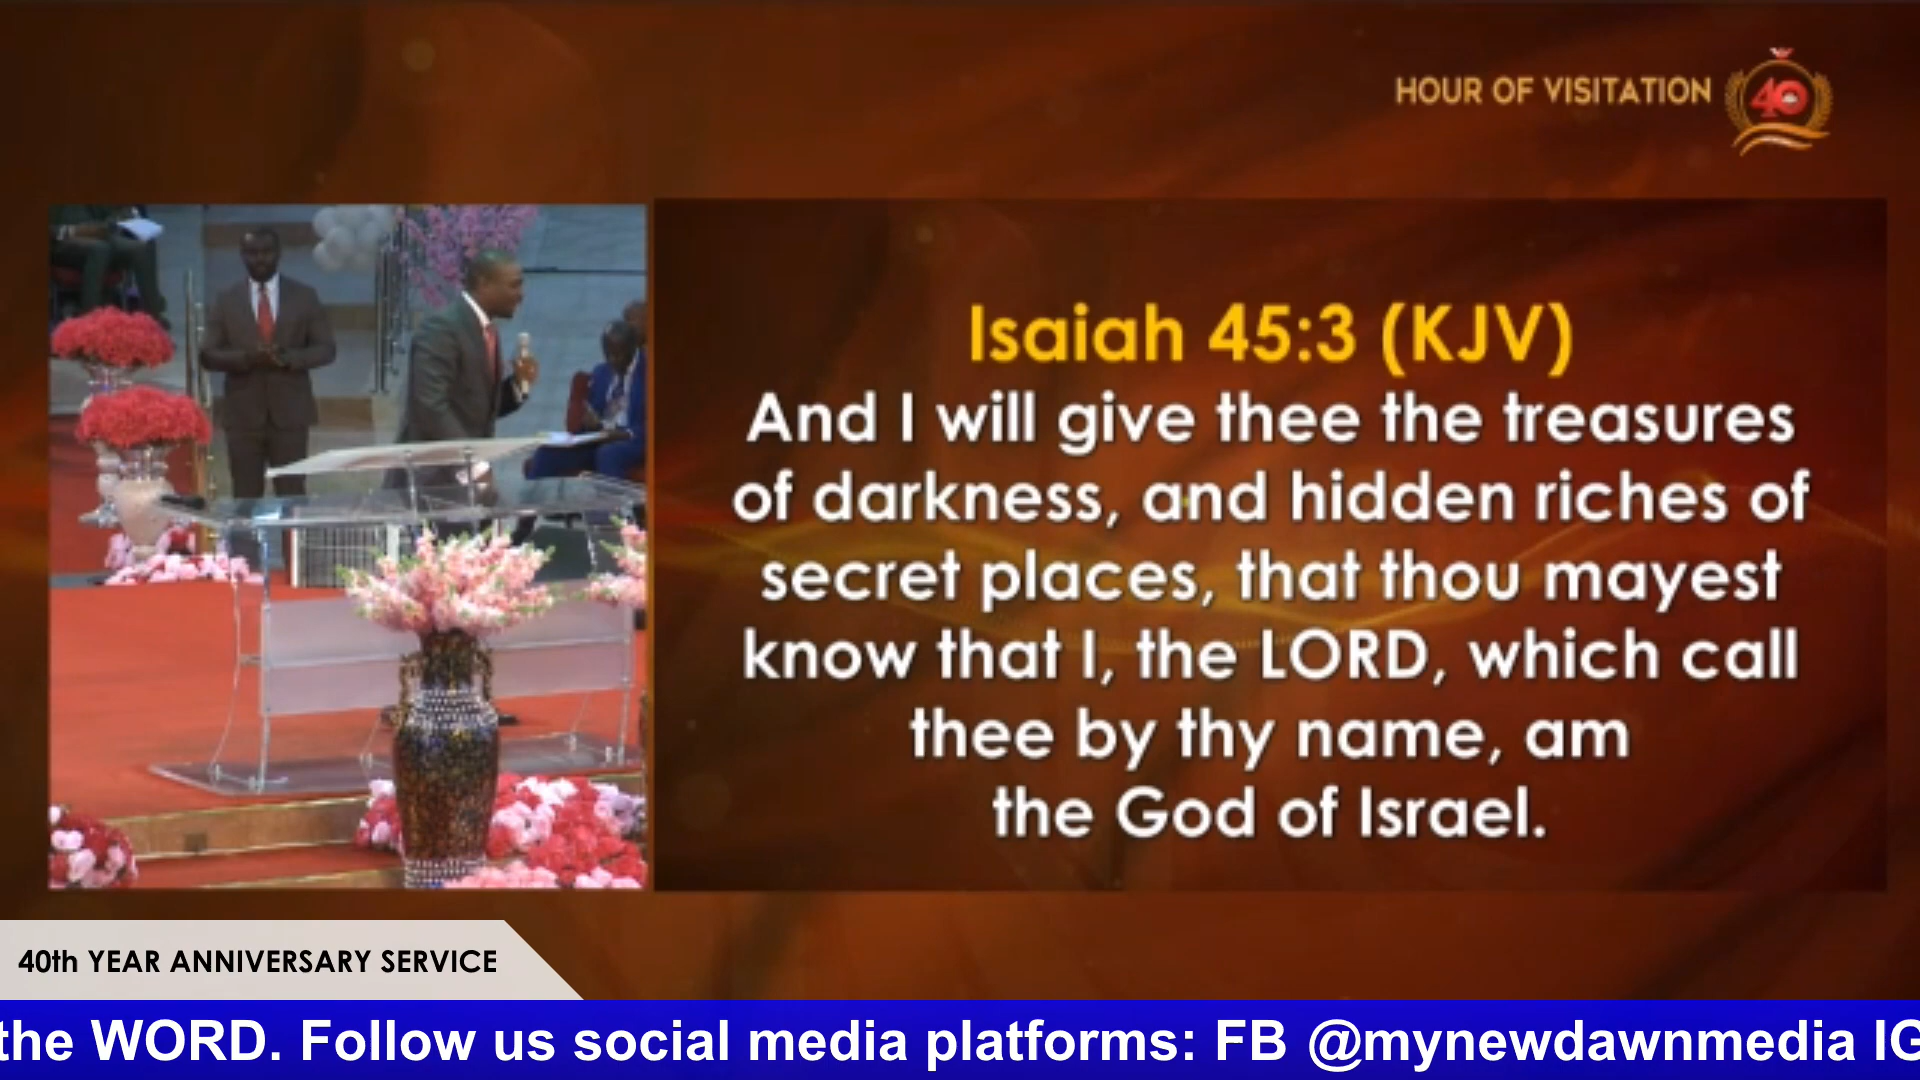 HOUR OF VISITATION
40
Isaiah 45:3 (KJV)
And I will give thee the treasures
of darkness, and hidden riches of
secret places, that thou mayest
know that I, the LORD, which call
thee by thy name, am
the God of Israel.
40th YEAR ANNIVERSARY SERVICE
the WORD. Follow us social media platforms: FB @mynewdawnmedia IG